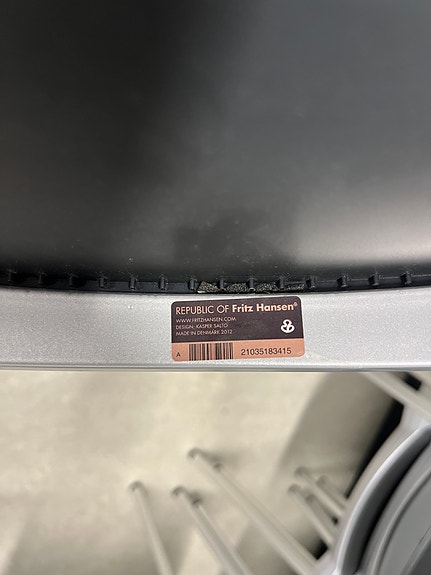 REPUBLIC OF Fritz Hansen®
WWW.FRITZHANSEN.COM
DESIGN: KASPER SALTO
MADE IN DENMARK 2012
A 21035183415